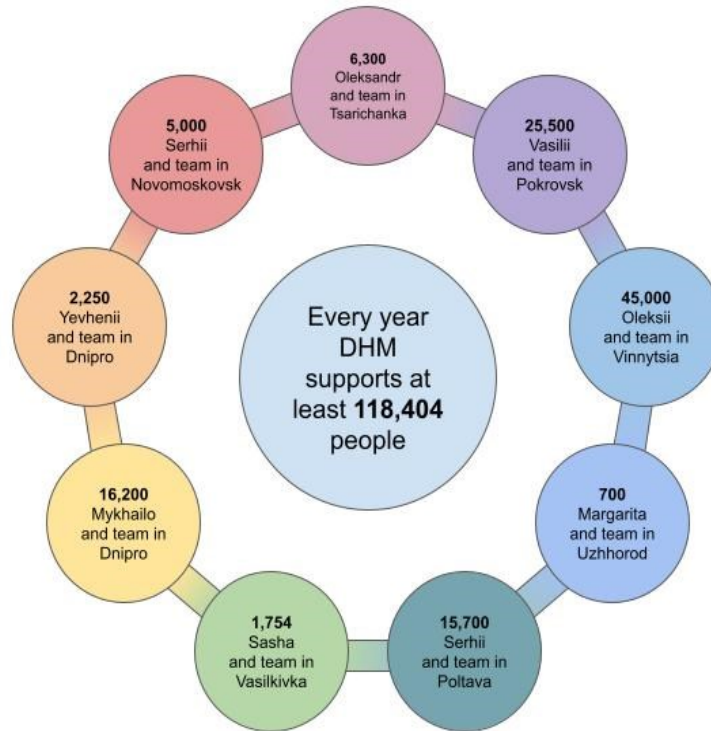 6,300
Oleksandr
and team in
Tsarichanka
25,500
Vasilii
and team in
Pokrovsk
45,000
Oleksii
and team in
Vinnytsia
700
Margarita
and team in
Uzhhorod
15,700
Serhii
and team in
Poltava
1,754
Sasha
and team in
Vasilkivka
16,200
Mykhailo
and team in
Dnipro
2,250
Yevhenii
and team in
Dnipro
5,000
Serhii
and team in
Novomoskovsk
Every year
DHM
supports at
least 118,404
people